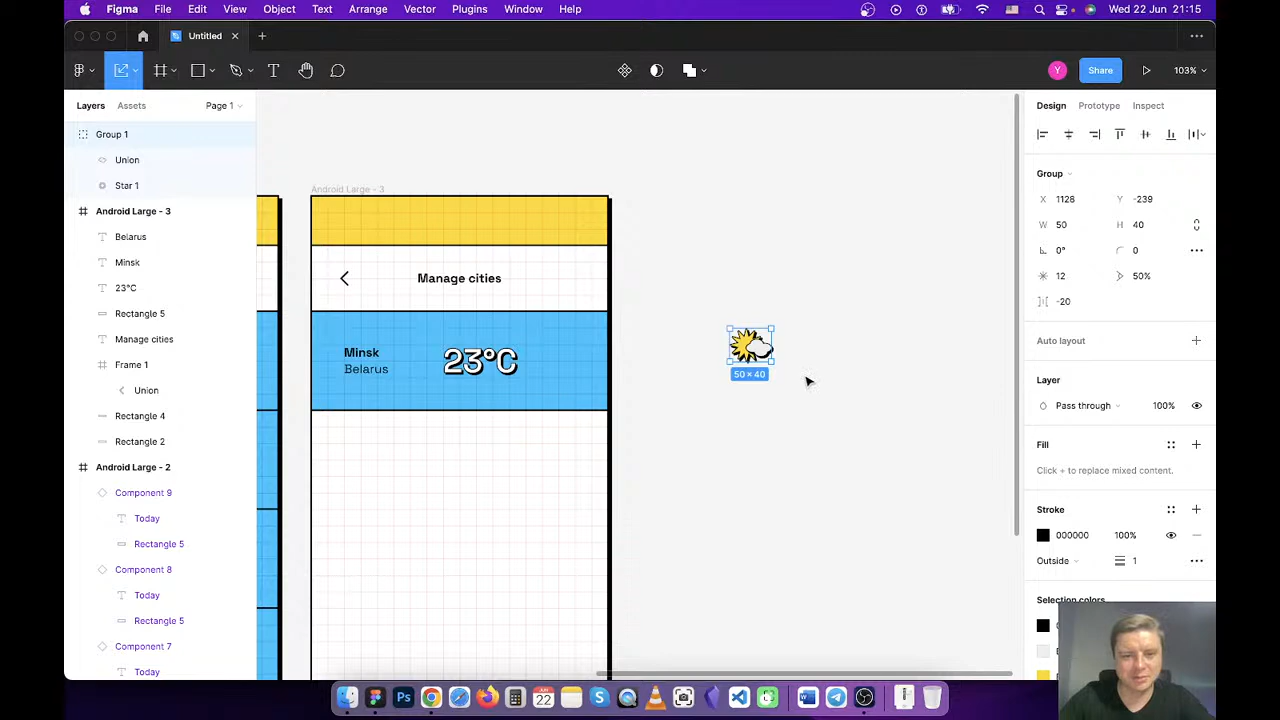 Figma File Edit View Object Text Arrange Vector Plugins Window Help Wed 22 Jun 21:15
Untitled
Y Share 103%
Layers Assets Page 1
Design Prototype Inspect
Group 1
Union
Star 1
Android Large - 3
Belarus
Minsk
23°C
Rectangle 5
Manage cities
Frame 1
Union
Rectangle 4
Rectangle 2
Android Large - 2
Component 9
Today
Rectangle 5
Component 8
Today
Rectangle 5
Component 7
Today
Android Large - 3
Manage cities
Minsk
Belarus
23°C
50 × 40
Group
X 1128 Y -239
W 50 H 40
0° 0
12 50%
-20
Auto layout
Layer
Pass through 100%
Fill
Click + to replace mixed content.
Stroke
000000 100%
Outside 1
Selection colors
JUN
22